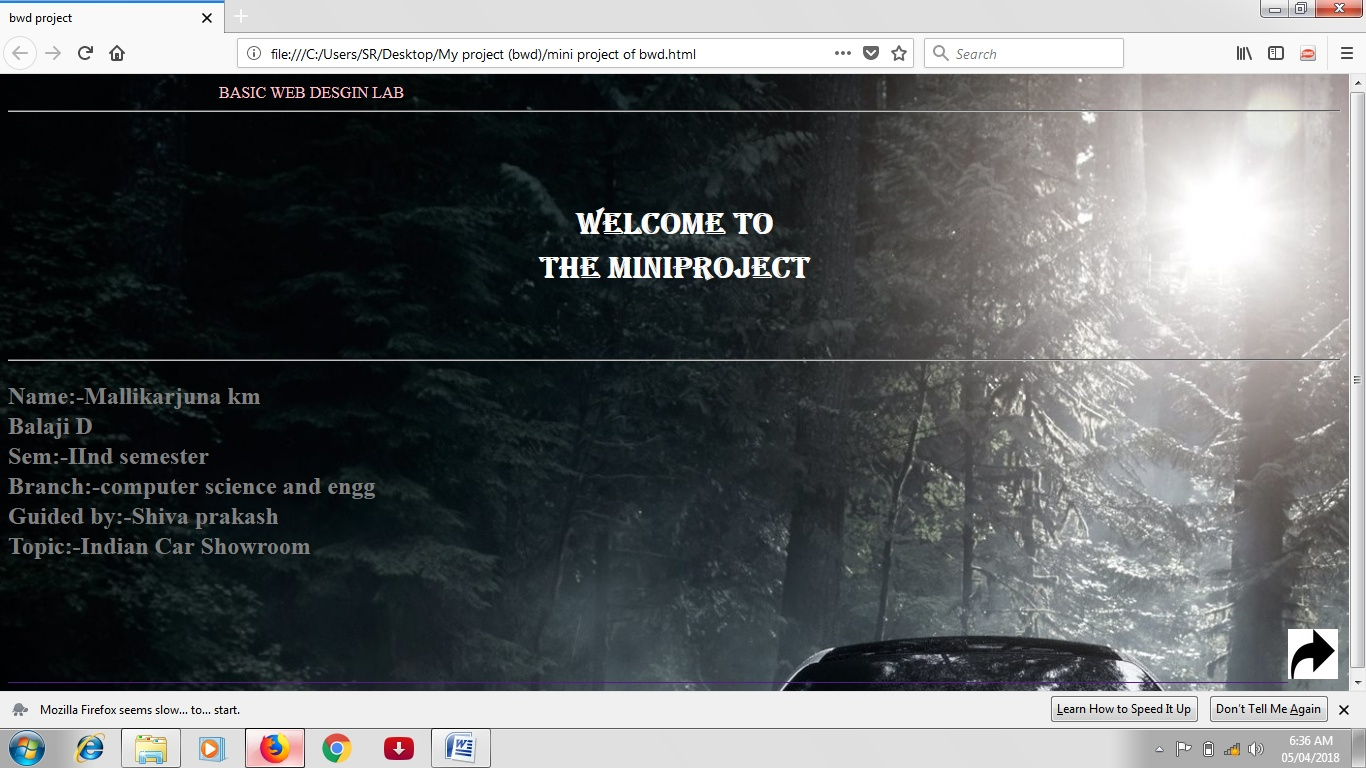 bwd project
file:///C:/Users/SR/Desktop/My project (bwd)/mini project of bwd.html
Search
BASIC WEB DESGIN LAB
WELCOME TO
THE MINIPROJECT
Name:-Mallikarjuna km
Balaji D
Sem:-IInd semester
Branch:-computer science and engg
Guided by:-Shiva prakash
Topic:-Indian Car Showroom
Mozilla Firefox seems slow... to... start.
Learn How to Speed It Up
Don't Tell Me Again
6:36 AM
05/04/2018